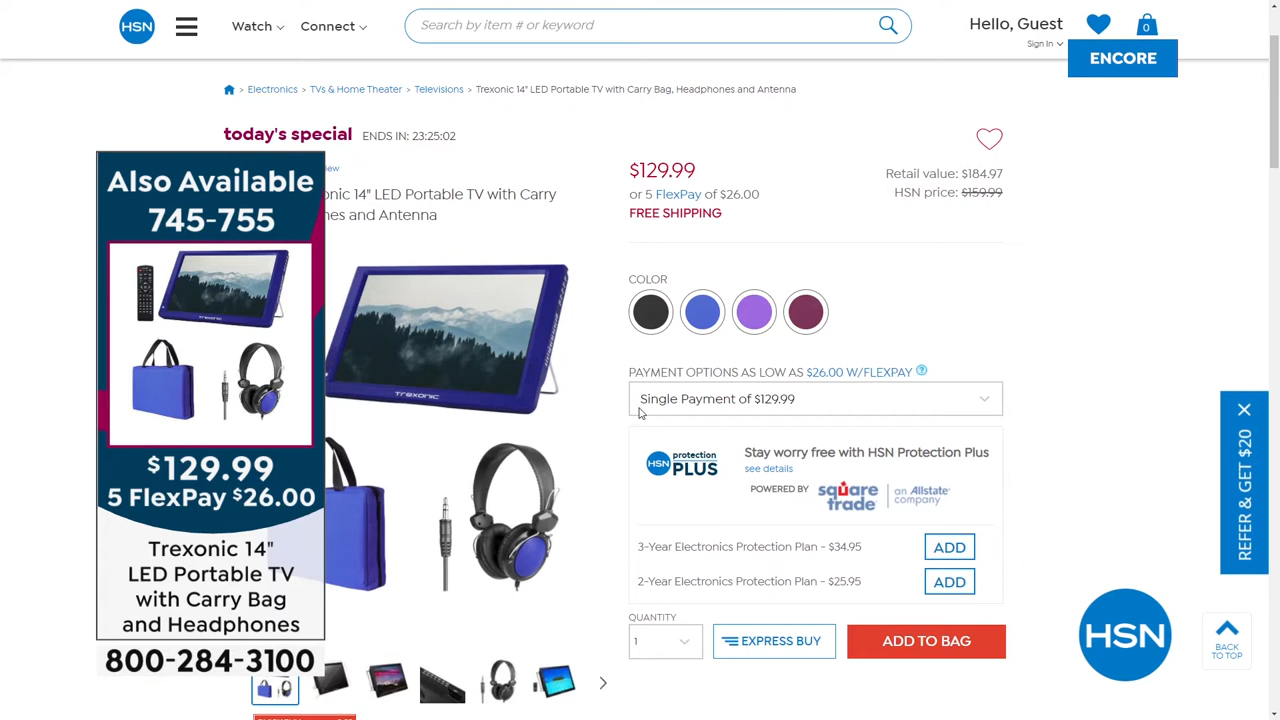 HSN
Watch
Connect
Search by item # or keyword
Hello, Guest
Sign In
0
ENCORE
> Electronics > TVs & Home Theater > Televisions > Trexonic 14" LED Portable TV with Carry Bag, Headphones and Antenna
today's special ENDS IN: 23:25:02
onic 14" LED Portable TV with Carry
nes and Antenna
Also Available
745-755
TREXONIC
$129.99
5 FlexPay $26.00
Trexonic 14"
LED Portable TV
with Carry Bag
and Headphones
800-284-3100
TREXONIC
$129.99
or 5 FlexPay of $26.00
FREE SHIPPING
Retail value: $184.97
HSN price: $159.99
COLOR
PAYMENT OPTIONS AS LOW AS $26.00 W/FLEXPAY ?
Single Payment of $129.99
HSN protection PLUS
Stay worry free with HSN Protection Plus
see details
POWERED BY square trade an Allstate company
3-Year Electronics Protection Plan - $34.95 ADD
2-Year Electronics Protection Plan - $25.95 ADD
QUANTITY
1
EXPRESS BUY
ADD TO BAG
REFER & GET $20
HSN
BACK
TO TOP